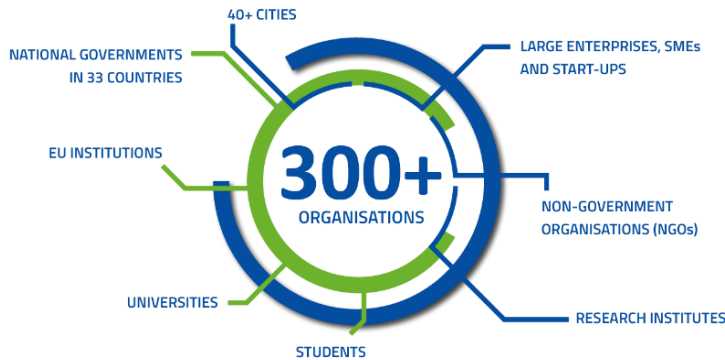 40+ CITIES
NATIONAL GOVERNMENTS
IN 33 COUNTRIES
LARGE ENTERPRISES, SMEs
AND START-UPS
EU INSTITUTIONS
300+
ORGANISATIONS
NON-GOVERNMENT
ORGANISATIONS (NGOs)
UNIVERSITIES
RESEARCH INSTITUTES
STUDENTS